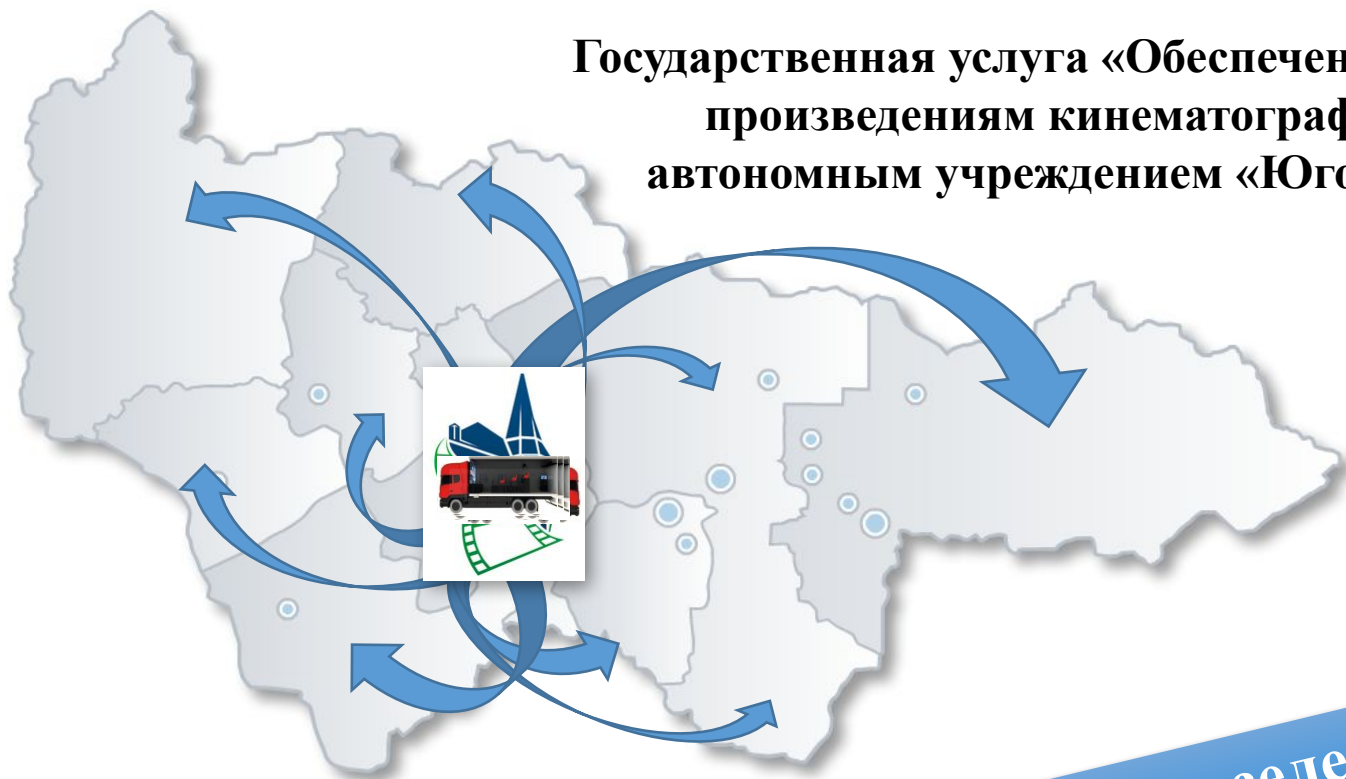 Государственная услуга «Обеспечен
произведениям кинематограф
автономным учреждением «Юго